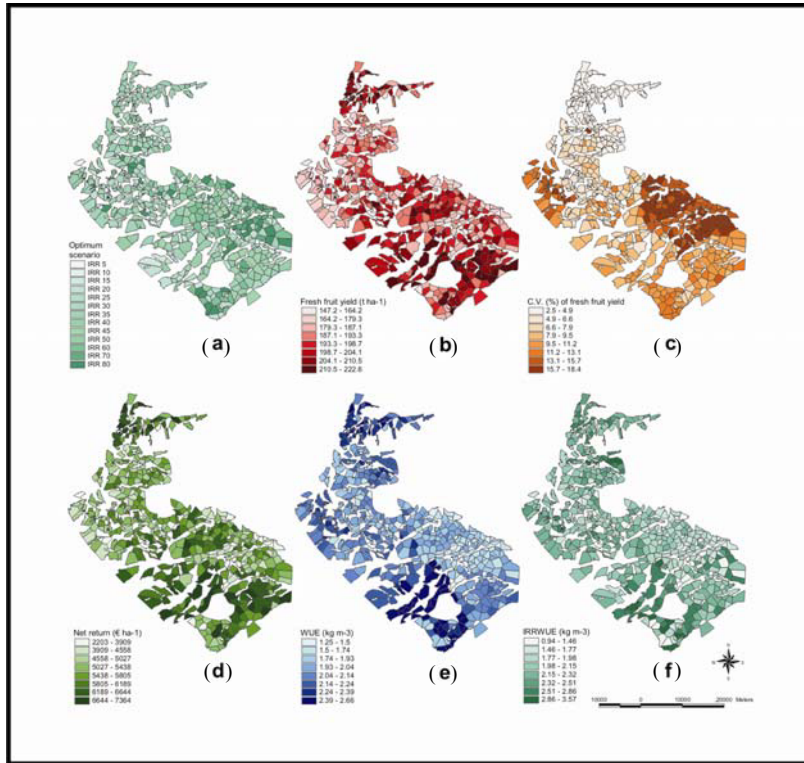 Optimum
scenario
IRR 5
IRR 10
IRR 15
IRR 20
IRR 25
IRR 30
IRR 35
IRR 40
IRR 45
IRR 50
IRR 60
IRR 70
IRR 80
(a)
Fresh fruit yield (t ha-1)
147.2 - 164.2
164.2 - 179.3
179.3 - 187.1
187.1 - 193.3
193.3 - 198.7
198.7 - 204.1
204.1 - 210.5
210.5 - 222.6
(b)
C.V. (%) of fresh fruit yield
2.5 - 4.9
4.9 - 6.6
6.6 - 7.9
7.9 - 9.5
9.5 - 11.2
11.2 - 13.1
13.1 - 15.7
15.7 - 18.4
(c)
Net return (€ ha-1)
2203 - 3909
3909 - 4558
4558 - 5027
5027 - 5438
5438 - 5805
5805 - 6189
6189 - 6644
6644 - 7364
(d)
WUE (kg m-3)
1.25 - 1.5
1.5 - 1.74
1.74 - 1.93
1.93 - 2.04
2.04 - 2.14
2.14 - 2.24
2.24 - 2.39
2.39 - 2.66
(e)
IRRWUE (kg m-3)
0.94 - 1.46
1.46 - 1.77
1.77 - 1.98
1.98 - 2.15
2.15 - 2.32
2.32 - 2.51
2.51 - 2.86
2.86 - 3.57
(f)
N
W E
S
10000 0 10000 20000 Meters